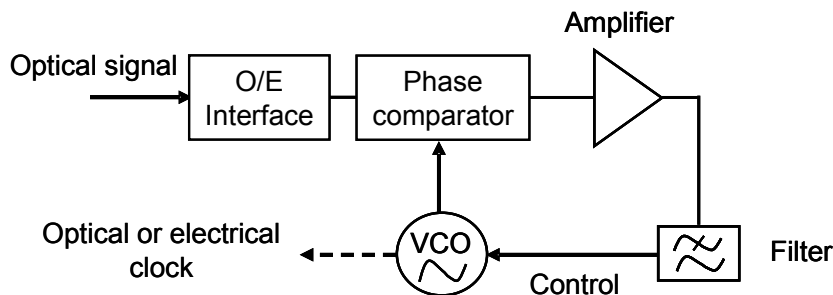 Amplifier
Optical signal
O/E
Interface
Phase
comparator
Optical or electrical
clock
VCO
Control
Filter